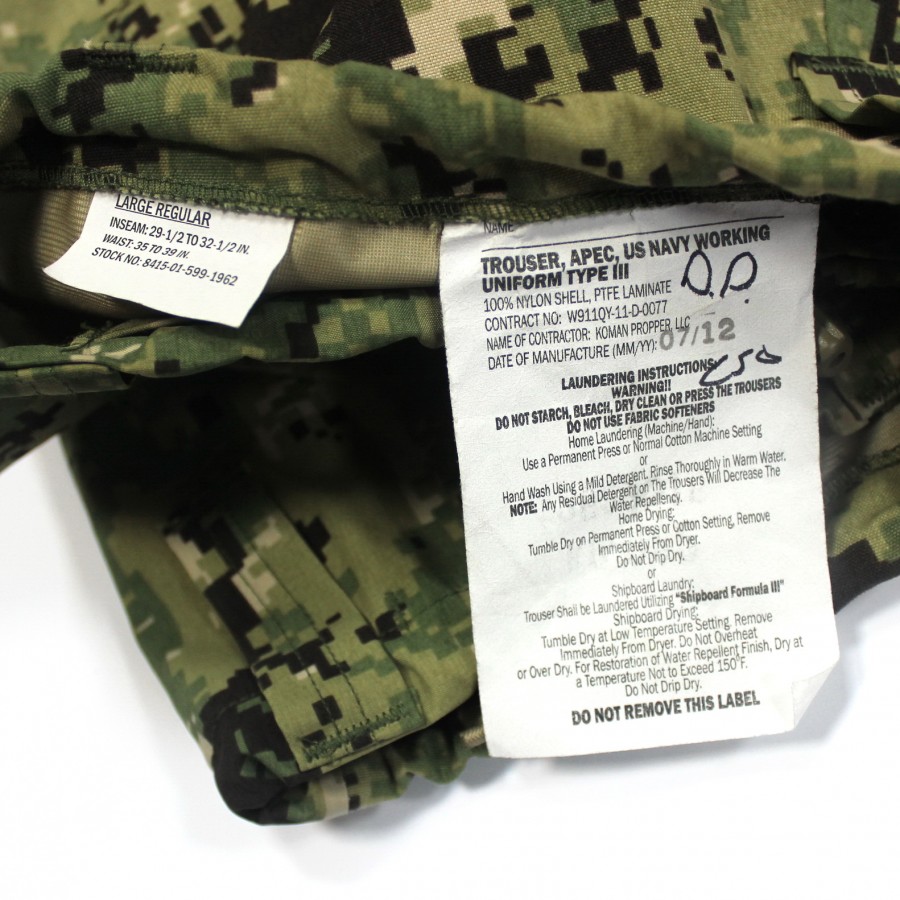 LARGE REGULAR
INSEAM: 29-1/2 TO 32-1/2 IN.
WAIST: 35 TO 39 IN.
STOCK NO: 8415-01-599-1962
NAME
TROUSER, APEC, US NAVY WORKING
UNIFORM TYPE III
100% NYLON SHELL, PTFE LAMINATE
CONTRACT NO: W911QY-11-D-0077
NAME OF CONTRACTOR: KOMAN PROPPER, LLC
DATE OF MANUFACTURE (MM/YY): 07/12
LAUNDERING INSTRUCTIONS
WARNING!!
DO NOT STARCH, BLEACH, DRY CLEAN OR PRESS THE TROUSERS
DO NOT USE FABRIC SOFTENERS
Home Laundering (Machine/Hand):
Use a Permanent Press or Normal Cotton Machine Setting
or
Hand Wash Using a Mild Detergent. Rinse Thoroughly in Warm Water.
NOTE: Any Residual Detergent on The Trousers Will Decrease The
Water Repellency.
Home Drying:
Tumble Dry on Permanent Press or Cotton Setting, Remove
Immediately From Dryer.
Do Not Drip Dry.
or
Shipboard Laundry:
Trouser Shall be Laundered Utilizing "Shipboard Formula III"
Shipboard Drying:
Tumble Dry at Low Temperature Setting. Remove
Immediately From Dryer. Do Not Overheat
or Over Dry. For Restoration of Water Repellent Finish, Dry at
a Temperature Not to Exceed 150°F.
Do Not Drip Dry.
DO NOT REMOVE THIS LABEL